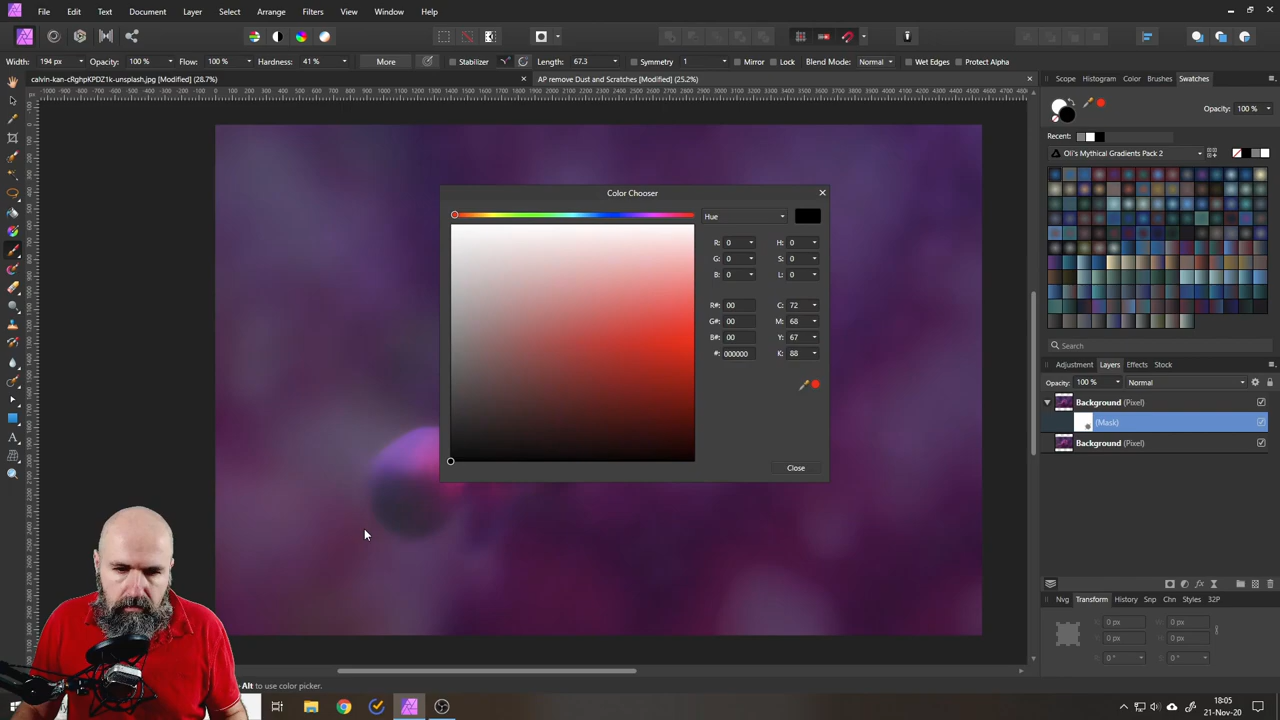 File Edit Text Document Layer Select Arrange Filters View Window Help
Width: 194 px Opacity: 100 % Flow: 100 % Hardness: 41 % More Stabilizer Length: 67.3 Symmetry 1 Mirror Lock Blend Mode: Normal Wet Edges Protect Alpha
calvin-kan-cRghpKPDZ1k-unsplash.jpg [Modified] (28.7%) AP remove Dust and Scratches [Modified] (25.2%)
Scope Histogram Color Brushes Swatches
Opacity: 100 %
Recent:
Oli's Mythical Gradients Pack 2
Search
Color Chooser
Hue
R: 0 H: 0
G: 0 S: 0
B: 0 L: 0
R#: 00 C: 72
G#: 00 M: 68
B#: 00 Y: 67
#: 000000 K: 88
Close
Adjustment Layers Effects Stock
Opacity: 100 % Normal
Background (Pixel)
(Mask)
Background (Pixel)
Nvg Transform History Snp Chn Styles 32P
X: 0 px Y: 0 px
0 px
0 ° 0 °
Alt to use color picker.
18:05
21-Nov-20